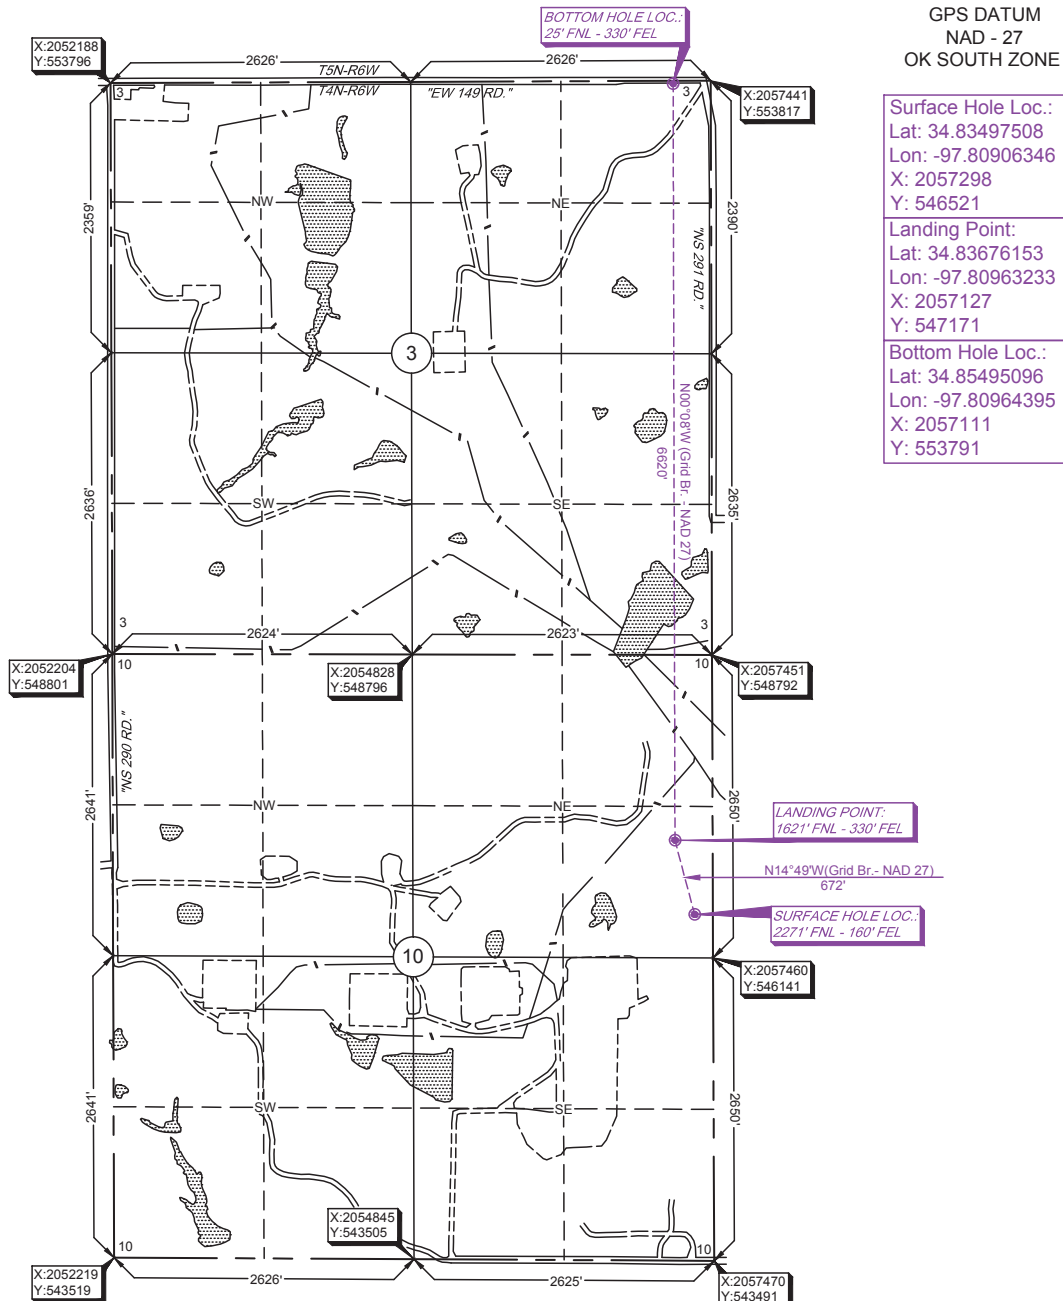 BOTTOM HOLE LOC.:
25' FNL - 330' FEL
GPS DATUM
NAD - 27
OK SOUTH ZONE
X:2052188
Y:553796
2626'
2626'
T5N-R6W
T4N-R6W
"EW 149 RD."
3
3
X:2057441
Y:553817
Surface Hole Loc.:
Lat: 34.83497508
Lon: -97.80906346
X: 2057298
Y: 546521
Landing Point:
Lat: 34.83676153
Lon: -97.80963233
X: 2057127
Y: 547171
Bottom Hole Loc.:
Lat: 34.85495096
Lon: -97.80964395
X: 2057111
Y: 553791
NW
NE
2359'
2390'
"NS 291 RD."
3
N00°08'W (Grid Br. - NAD 27)
6620'
2636'
SW
SE
2635'
3
2624'
2623'
3
X:2052204
Y:548801
10
X:2054828
Y:548796
10
X:2057451
Y:548792
"NS 290 RD."
2641'
NW
NE
2650'
LANDING POINT:
1621' FNL - 330' FEL
N14°49'W(Grid Br.- NAD 27)
672'
SURFACE HOLE LOC.:
2271' FNL - 160' FEL
10
X:2057460
Y:546141
2641'
SW
SE
2650'
X:2054845
Y:543505
10
10
X:2052219
Y:543519
2626'
2625'
X:2057470
Y:543491